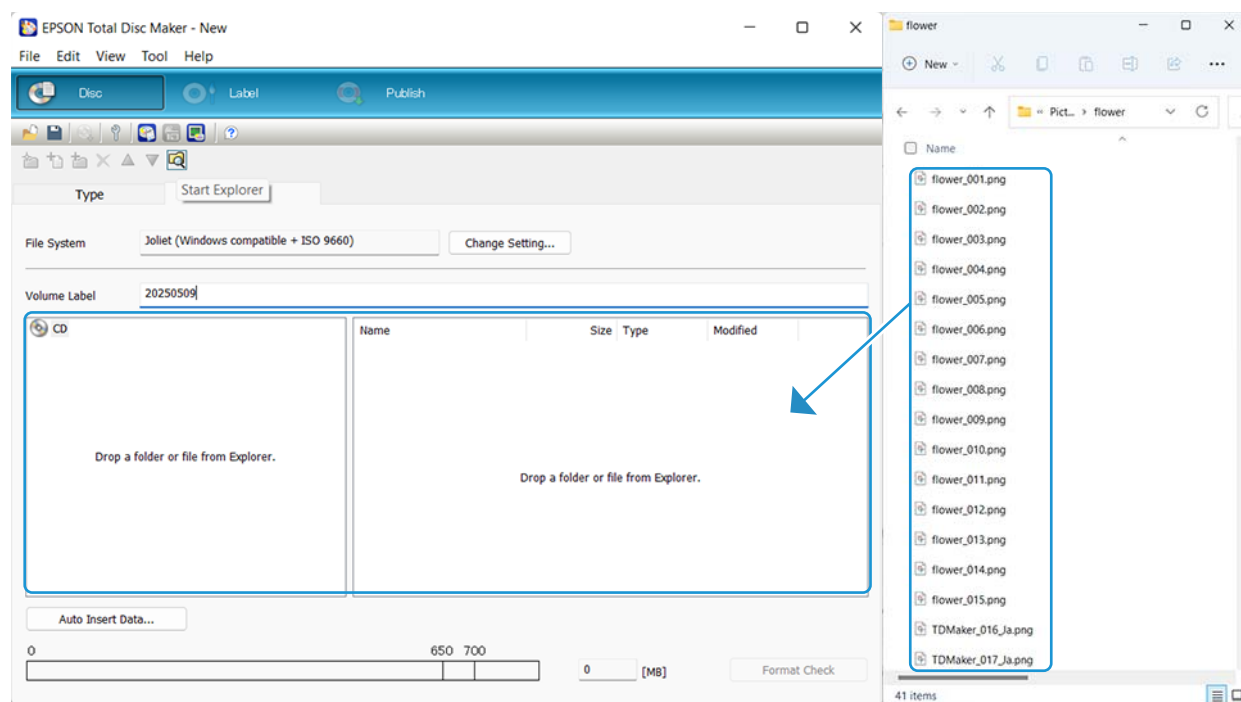 EPSON Total Disc Maker - New
File Edit View Tool Help
Disc Label Publish
Type
Start Explorer
File System
Joliet (Windows compatible + ISO 9660)
Change Setting...
Volume Label
20250509
CD
Drop a folder or file from Explorer.
Name Size Type Modified
Drop a folder or file from Explorer.
Auto Insert Data...
0 650 700
0 [MB]
Format Check
flower
New
« Pict... › flower
Name
flower_001.png
flower_002.png
flower_003.png
flower_004.png
flower_005.png
flower_006.png
flower_007.png
flower_008.png
flower_009.png
flower_010.png
flower_011.png
flower_012.png
flower_013.png
flower_014.png
flower_015.png
TDMaker_016_Ja.png
TDMaker_017_Ja.png
41 items